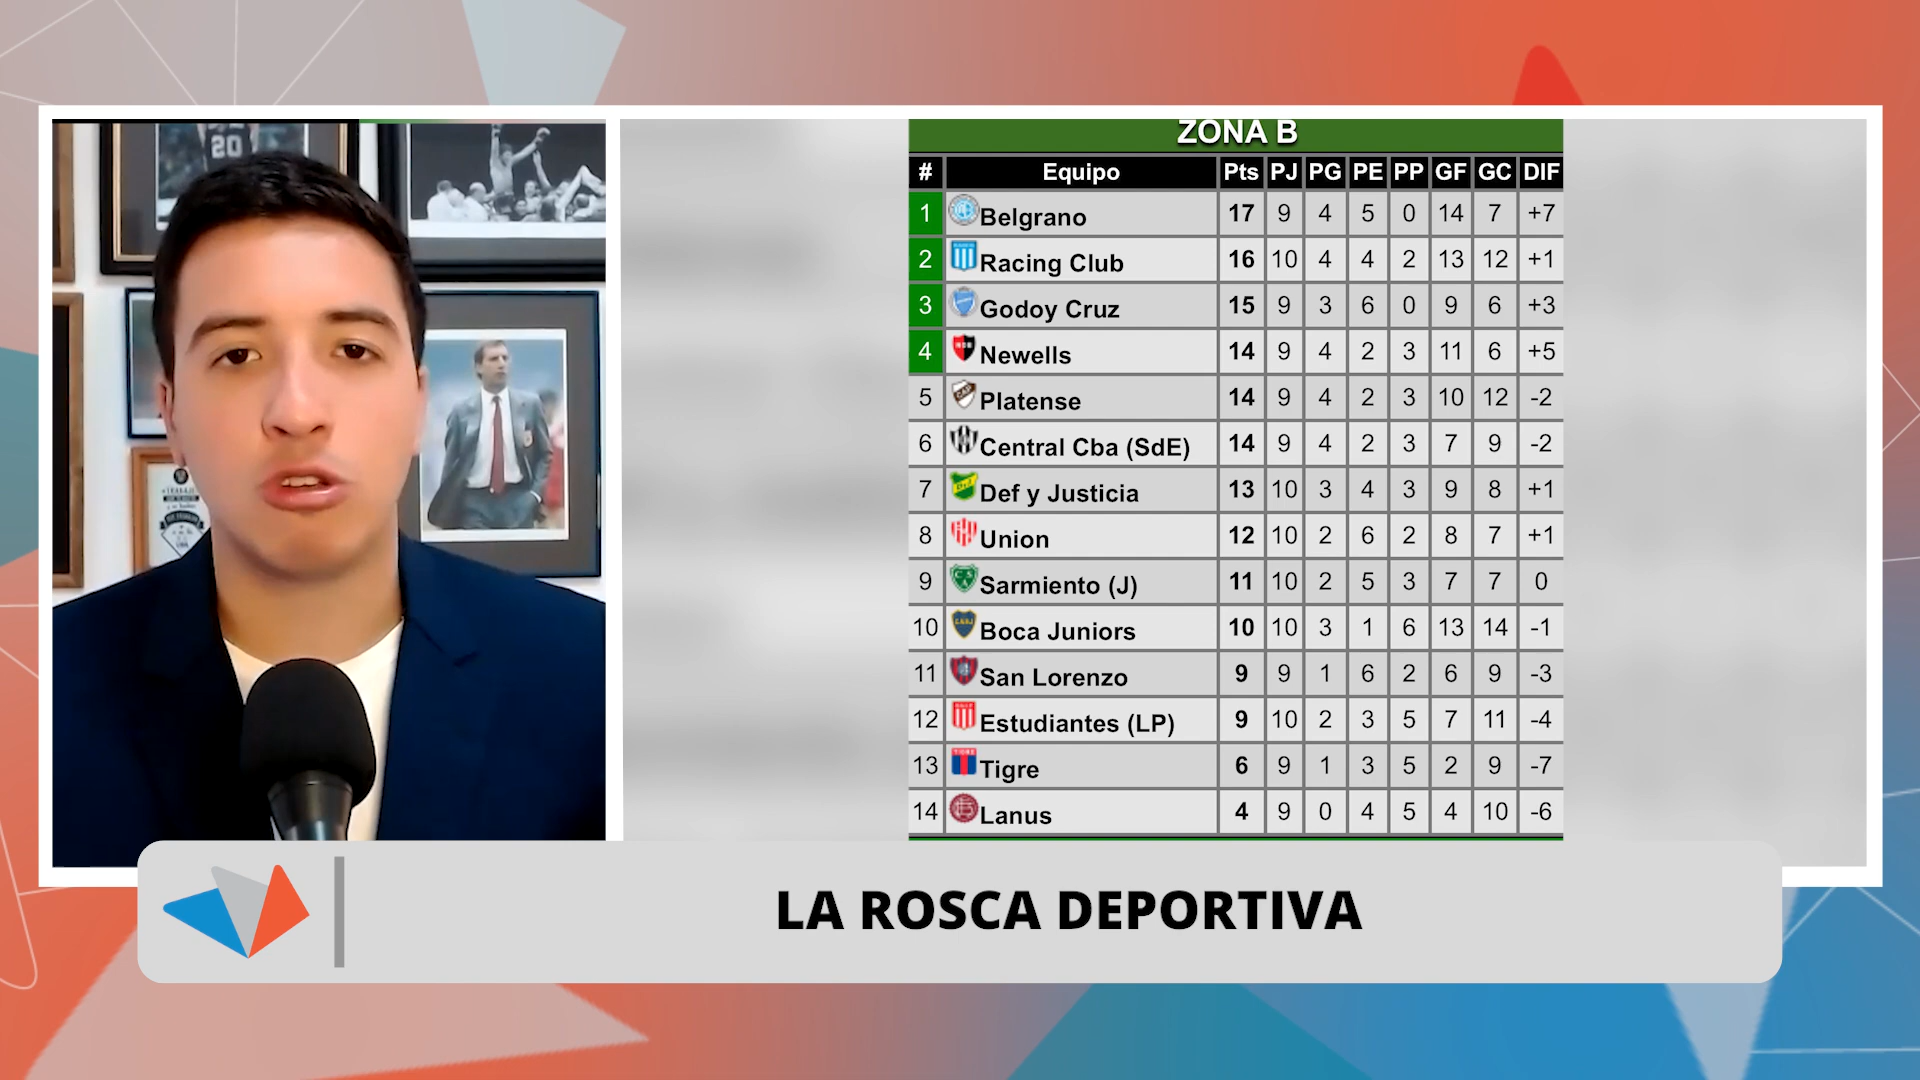 20
ZONA B
# Equipo Pts PJ PG PE PP GF GC DIF
1 Belgrano 17 9 4 5 0 14 7 +7
2 Racing Club 16 10 4 4 2 13 12 +1
3 Godoy Cruz 15 9 3 6 0 9 6 +3
4 Newells 14 9 4 2 3 11 6 +5
5 Platense 14 9 4 2 3 10 12 -2
6 Central Cba (SdE) 14 9 4 2 3 7 9 -2
7 Def y Justicia 13 10 3 4 3 9 8 +1
8 Union 12 10 2 6 2 8 7 +1
9 Sarmiento (J) 11 10 2 5 3 7 7 0
10 Boca Juniors 10 10 3 1 6 13 14 -1
11 San Lorenzo 9 9 1 6 2 6 9 -3
12 Estudiantes (LP) 9 10 2 3 5 7 11 -4
13 Tigre 6 9 1 3 5 2 9 -7
14 Lanus 4 9 0 4 5 4 10 -6
LA ROSCA DEPORTIVA